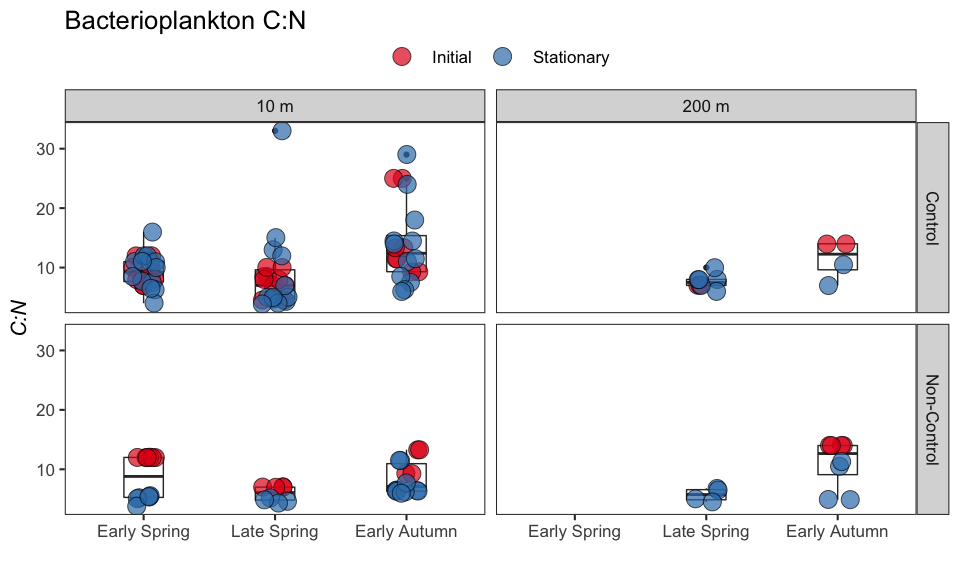 Bacterioplankton C:N
Initial Stationary
10 m 200 m
30
20
10
Control
C:N
30
20
10
Non-Control
Early Spring Late Spring Early Autumn Early Spring Late Spring Early Autumn